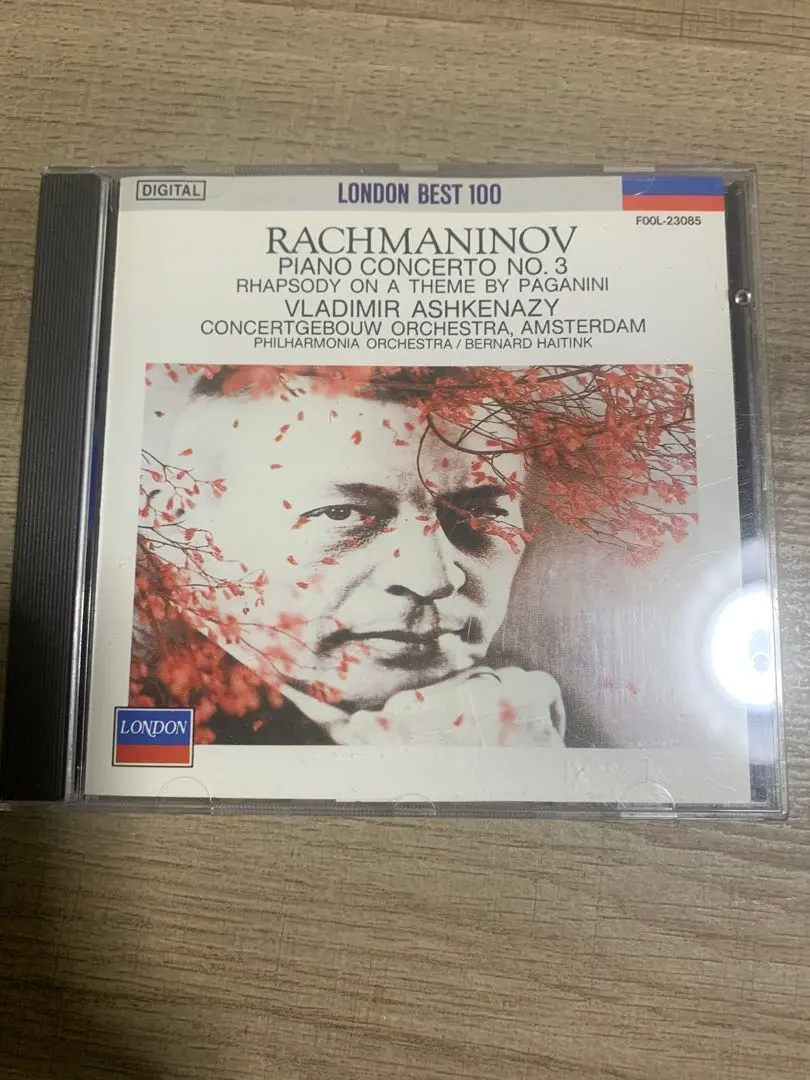 DIGITAL
LONDON BEST 100
F00L-23085
RACHMANINOV
PIANO CONCERTO NO. 3
RHAPSODY ON A THEME BY PAGANINI
VLADIMIR ASHKENAZY
CONCERTGEBOUW ORCHESTRA, AMSTERDAM
PHILHARMONIA ORCHESTRA / BERNARD HAITINK
LONDON